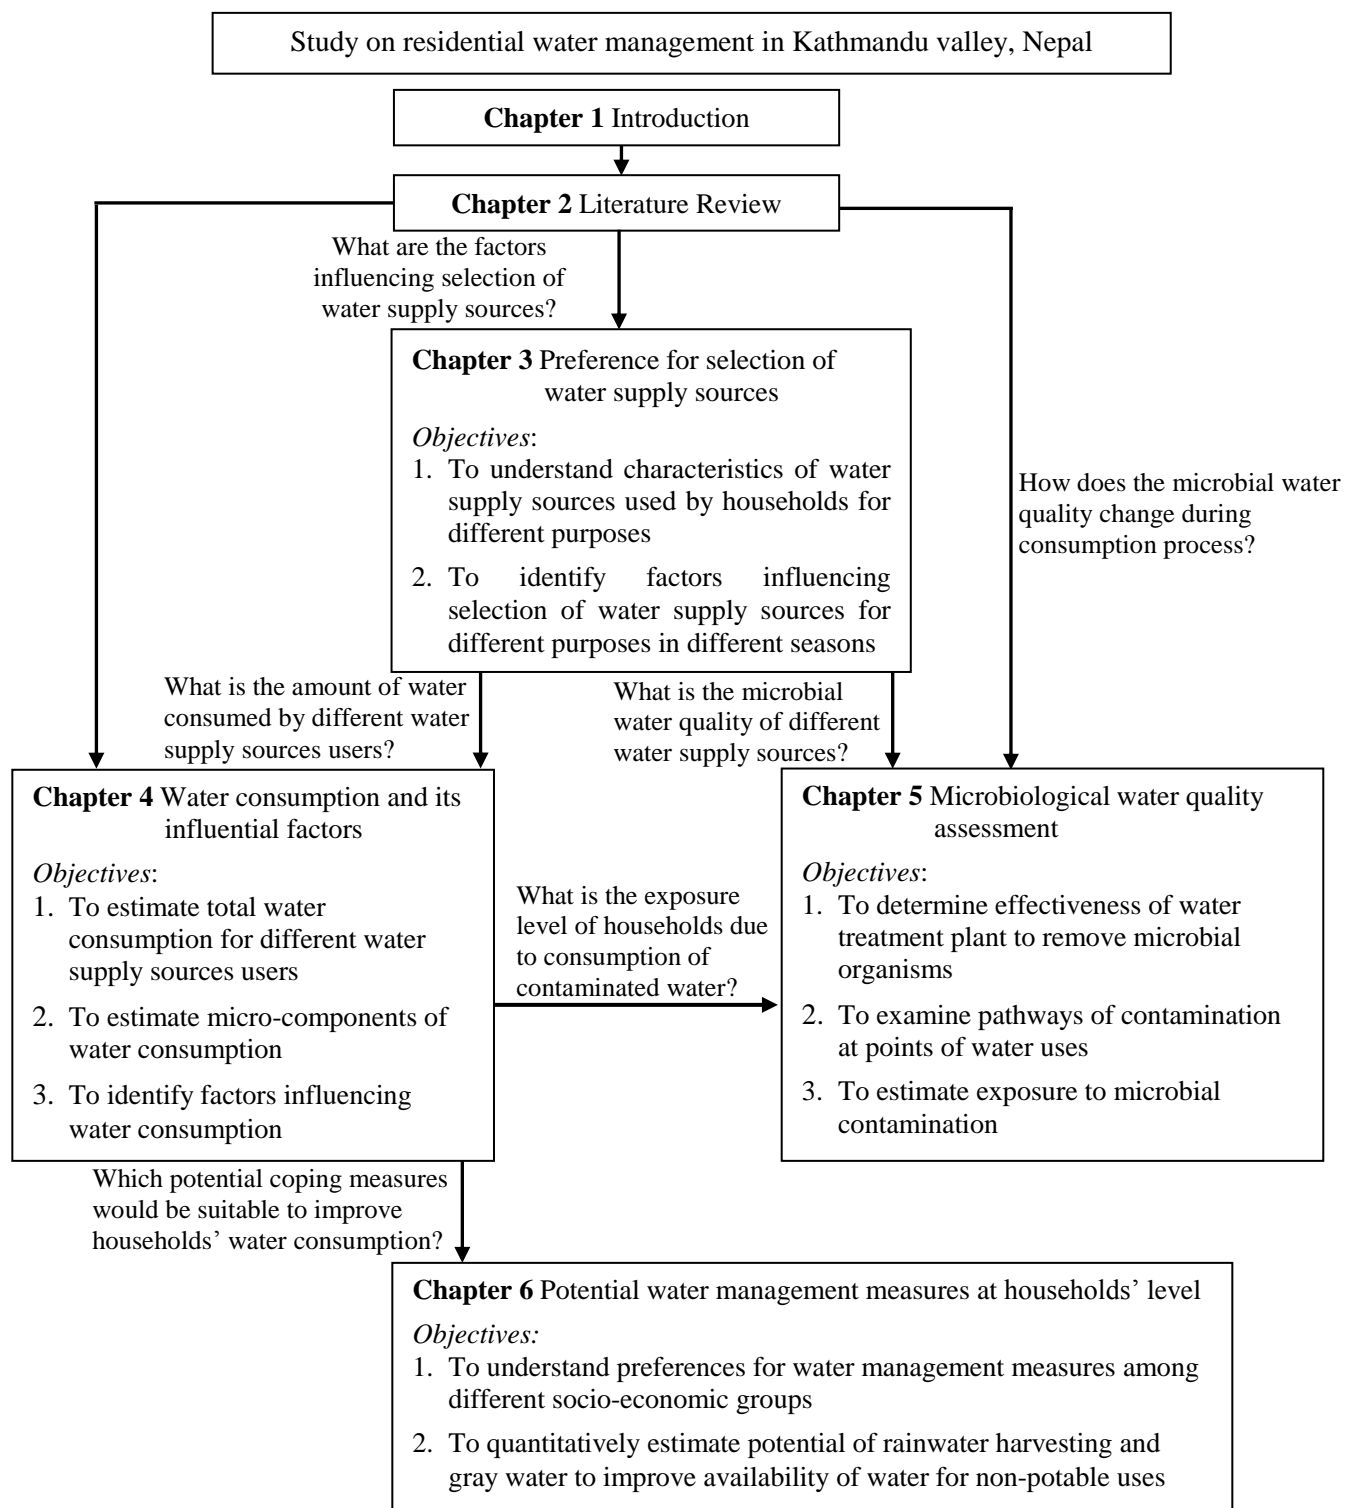 Study on residential water management in Kathmandu valley, Nepal
Chapter 1 Introduction
Chapter 2 Literature Review
What are the factors
influencing selection of
water supply sources?
Chapter 3 Preference for selection of
water supply sources
Objectives:
1. To understand characteristics of water
supply sources used by households for
different purposes
2. To identify factors influencing
selection of water supply sources for
different purposes in different seasons
How does the microbial water
quality change during
consumption process?
What is the amount of water
consumed by different water
supply sources users?
What is the microbial
water quality of different
water supply sources?
Chapter 4 Water consumption and its
influential factors
Objectives:
1. To estimate total water
consumption for different water
supply sources users
2. To estimate micro-components of
water consumption
3. To identify factors influencing
water consumption
What is the exposure
level of households due
to consumption of
contaminated water?
Chapter 5 Microbiological water quality
assessment
Objectives:
1. To determine effectiveness of water
treatment plant to remove microbial
organisms
2. To examine pathways of contamination
at points of water uses
3. To estimate exposure to microbial
contamination
Which potential coping measures
would be suitable to improve
households’ water consumption?
Chapter 6 Potential water management measures at households’ level
Objectives:
1. To understand preferences for water management measures among
different socio-economic groups
2. To quantitatively estimate potential of rainwater harvesting and
gray water to improve availability of water for non-potable uses